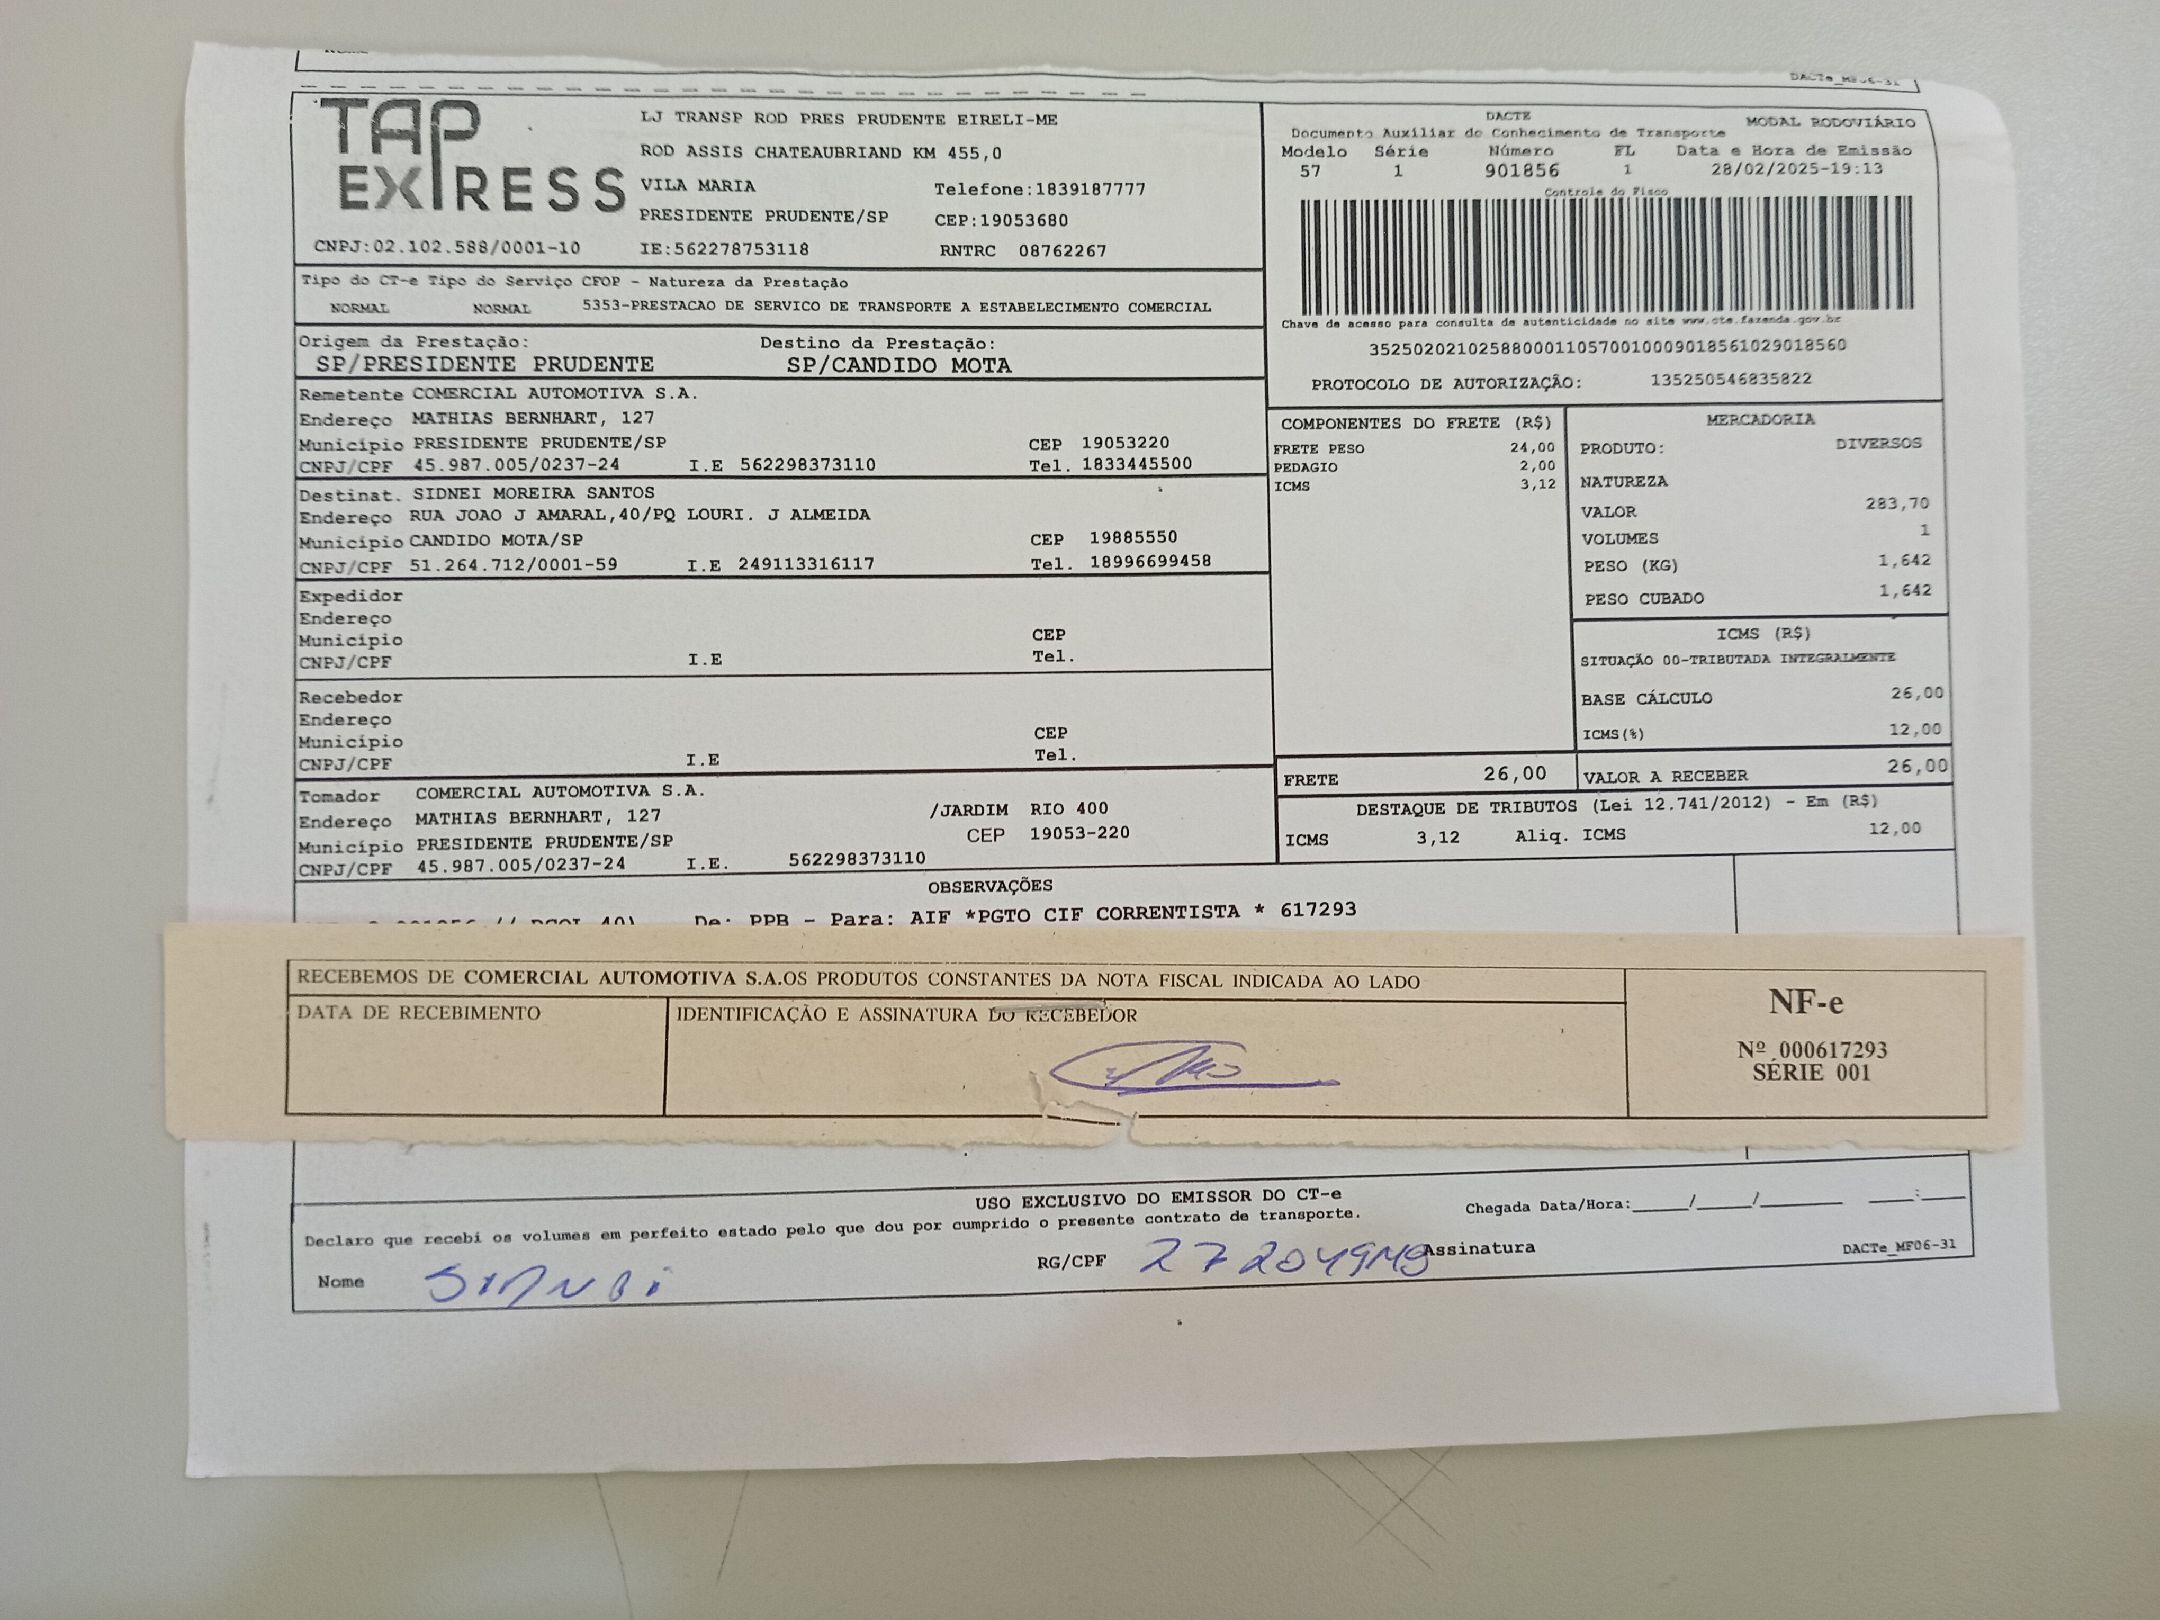 DACTe_MF06-31
TAP EXPRESS
LJ TRANSP ROD PRES PRUDENTE EIRELI-ME
ROD ASSIS CHATEAUBRIAND KM 455,0
VILA MARIA Telefone:1839187777
PRESIDENTE PRUDENTE/SP CEP:19053680
CNPJ:02.102.588/0001-10 IE:562278753118 RNTRC 08762267
DACTE MODAL RODOVIÁRIO
Documento Auxiliar do Conhecimento de Transporte
Modelo Série Número FL Data e Hora de Emissão
57 1 901856 1 28/02/2025-19:13
Controle do Fisco
Chave de acesso para consulta de autenticidade no site www.cte.fazenda.gov.br
35250202102588000110570010009018561029018560
PROTOCOLO DE AUTORIZAÇÃO: 135250546835822
Tipo do CT-e Tipo do Serviço CFOP - Natureza da Prestação
NORMAL NORMAL 5353-PRESTACAO DE SERVICO DE TRANSPORTE A ESTABELECIMENTO COMERCIAL
Origem da Prestação: Destino da Prestação:
SP/PRESIDENTE PRUDENTE SP/CANDIDO MOTA
Remetente COMERCIAL AUTOMOTIVA S.A.
Endereço MATHIAS BERNHART, 127
Município PRESIDENTE PRUDENTE/SP CEP 19053220
CNPJ/CPF 45.987.005/0237-24 I.E 562298373110 Tel. 1833445500
Destinat. SIDNEI MOREIRA SANTOS
Endereço RUA JOAO J AMARAL,40/PQ LOURI. J ALMEIDA
Município CANDIDO MOTA/SP CEP 19885550
CNPJ/CPF 51.264.712/0001-59 I.E 249113316117 Tel. 18996699458
Expedidor
Endereço
Município CEP
CNPJ/CPF I.E Tel.
Recebedor
Endereço
Município CEP
CNPJ/CPF I.E Tel.
Tomador COMERCIAL AUTOMOTIVA S.A.
Endereço MATHIAS BERNHART, 127 /JARDIM RIO 400
Município PRESIDENTE PRUDENTE/SP CEP 19053-220
CNPJ/CPF 45.987.005/0237-24 I.E. 562298373110
COMPONENTES DO FRETE (R$)
FRETE PESO 24,00
PEDAGIO 2,00
ICMS 3,12
MERCADORIA
PRODUTO: DIVERSOS
NATUREZA
VALOR 283,70
VOLUMES 1
PESO (KG) 1,642
PESO CUBADO 1,642
ICMS (R$)
SITUAÇÃO 00-TRIBUTADA INTEGRALMENTE
BASE CÁLCULO 26,00
ICMS(%) 12,00
FRETE 26,00 VALOR A RECEBER 26,00
DESTAQUE DE TRIBUTOS (Lei 12.741/2012) - Em (R$)
ICMS 3,12 Aliq. ICMS 12,00
OBSERVAÇÕES
De: PPB - Para: AIF *PGTO CIF CORRENTISTA * 617293
RECEBEMOS DE COMERCIAL AUTOMOTIVA S.A.OS PRODUTOS CONSTANTES DA NOTA FISCAL INDICADA AO LADO
DATA DE RECEBIMENTO IDENTIFICAÇÃO E ASSINATURA DO RECEBEDOR
NF-e
Nº 000617293
SÉRIE 001
USO EXCLUSIVO DO EMISSOR DO CT-e
Declaro que recebi os volumes em perfeito estado pelo que dou por cumprido o presente contrato de transporte.
Chegada Data/Hora:_____/_____/_______ ____:____
Nome RG/CPF Assinatura DACTe_MF06-31